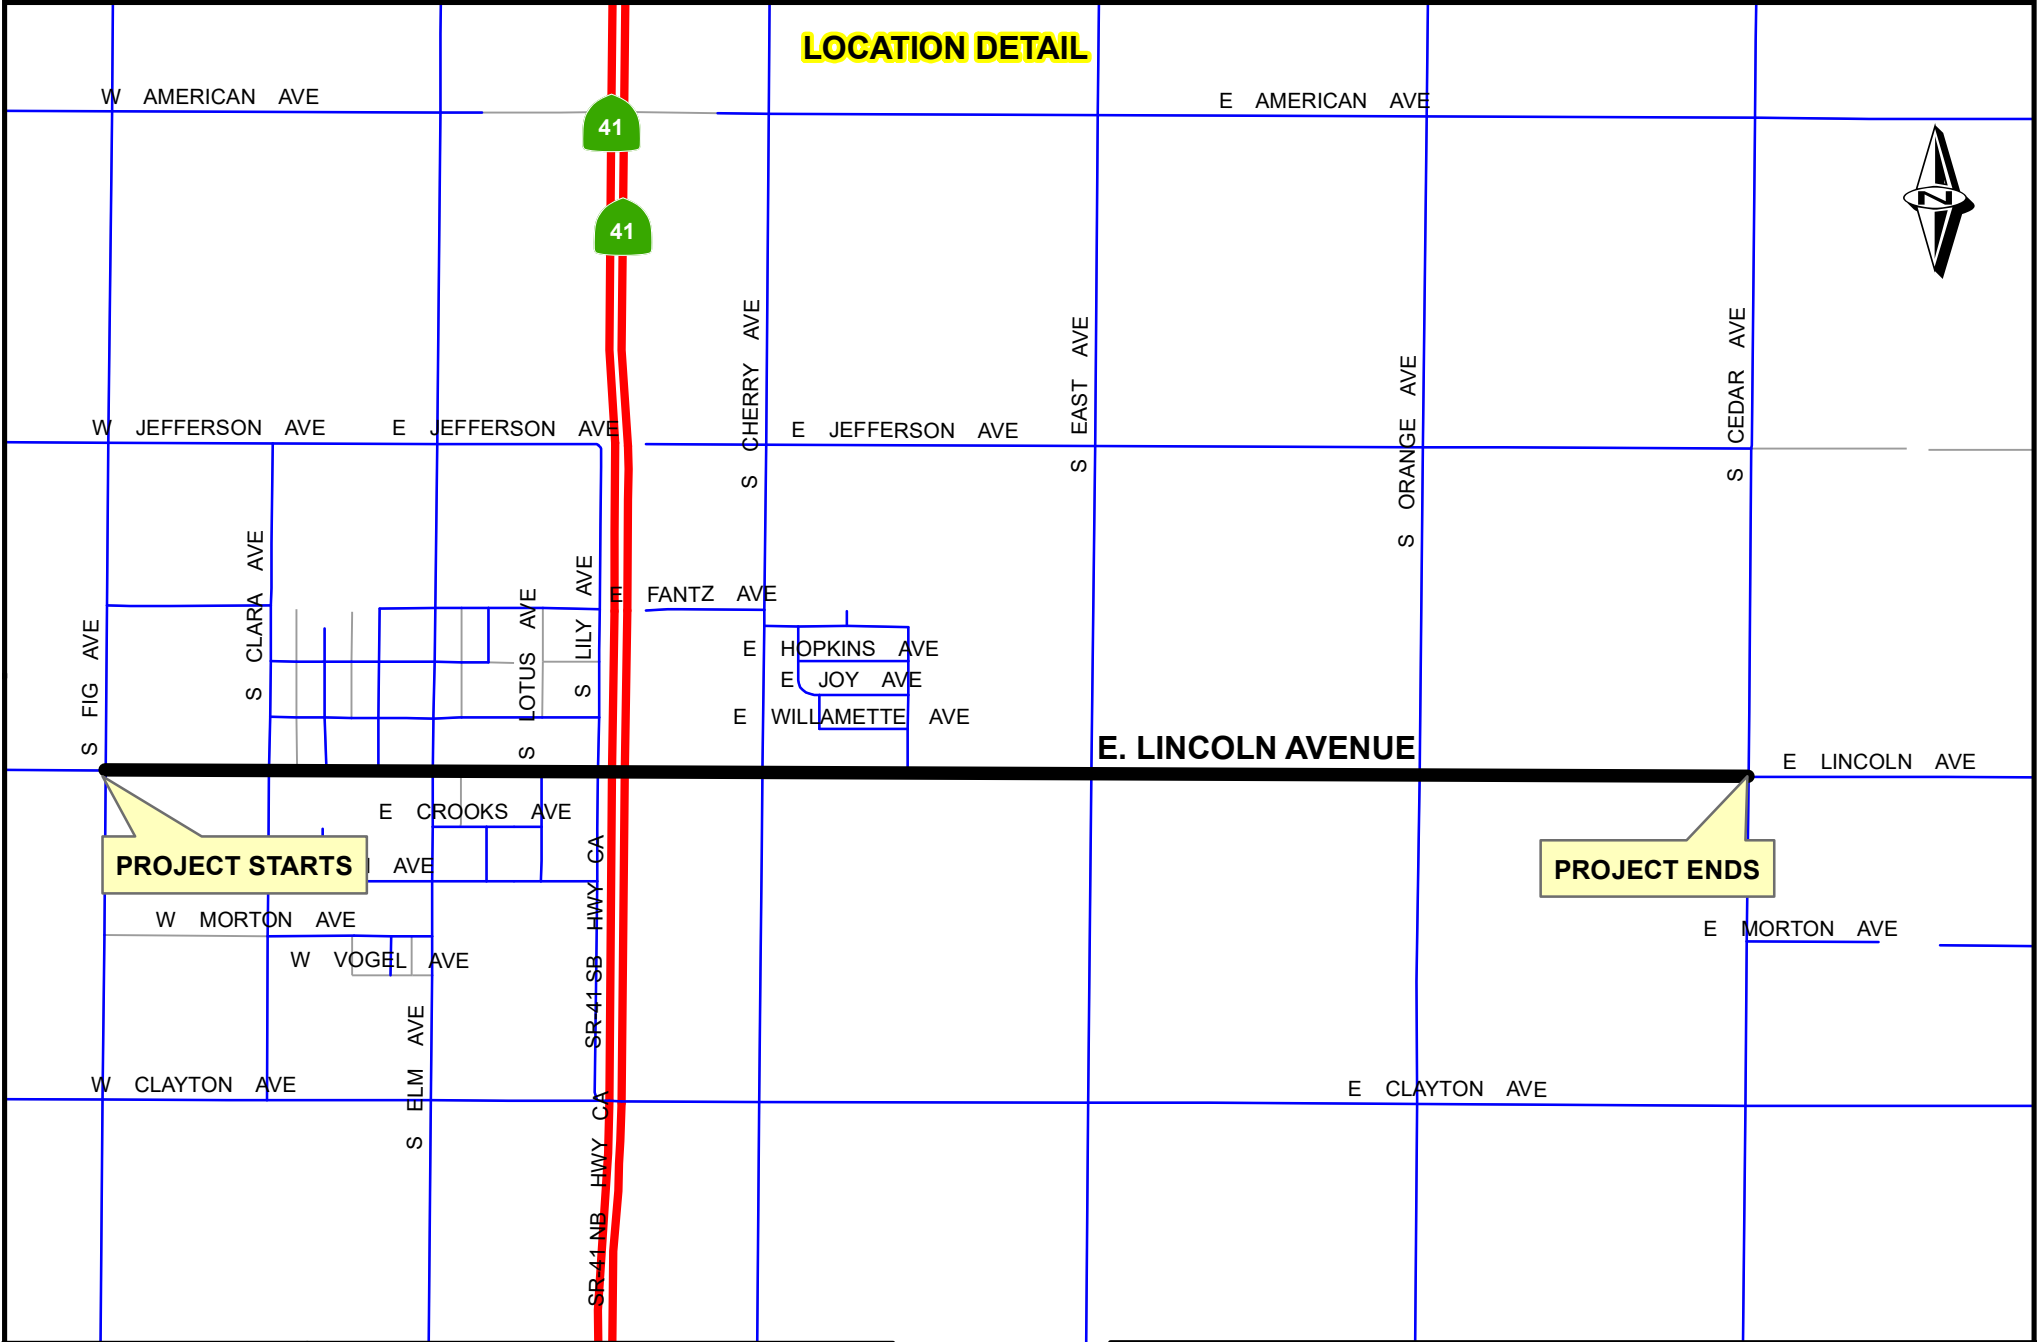 LOCATION DETAIL
W AMERICAN AVE
E AMERICAN AVE
41
41
N
S CHERRY AVE
S EAST AVE
S ORANGE AVE
S CEDAR AVE
W JEFFERSON AVE
E JEFFERSON AVE
E JEFFERSON AVE
S FIG AVE
S CLARA AVE
S LOTUS AVE
S LILY AVE
E FANTZ AVE
E HOPKINS AVE
E JOY AVE
E WILLAMETTE AVE
E. LINCOLN AVENUE
E LINCOLN AVE
E CROOKS AVE
PROJECT STARTS
AVE
PROJECT ENDS
W MORTON AVE
E MORTON AVE
W VOGEL AVE
S ELM AVE
SR 41 SB HWY CA
SR 41 NB HWY CA
W CLAYTON AVE
E CLAYTON AVE